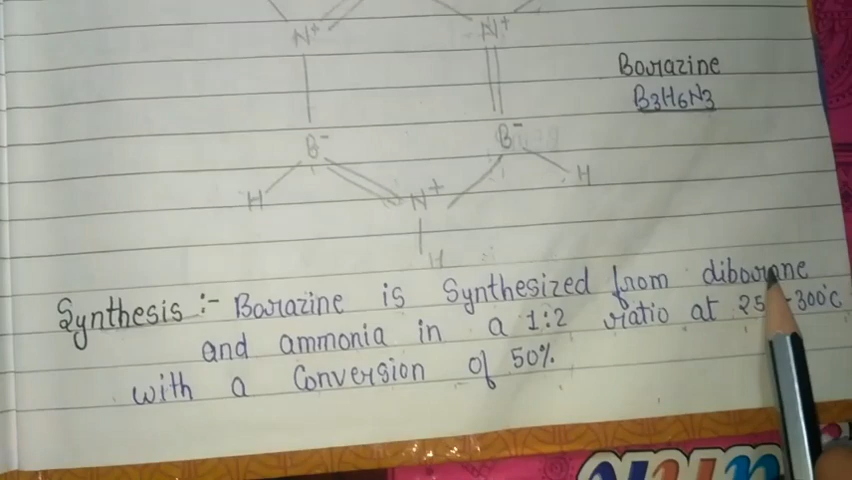 N+ N+
Borazine
B3H6N3
B- B-
H N+ H
H
Synthesis :- Borazine is Synthesized from diborane
and ammonia in a 1:2 ratio at -300°C
with a Conversion of 50%.